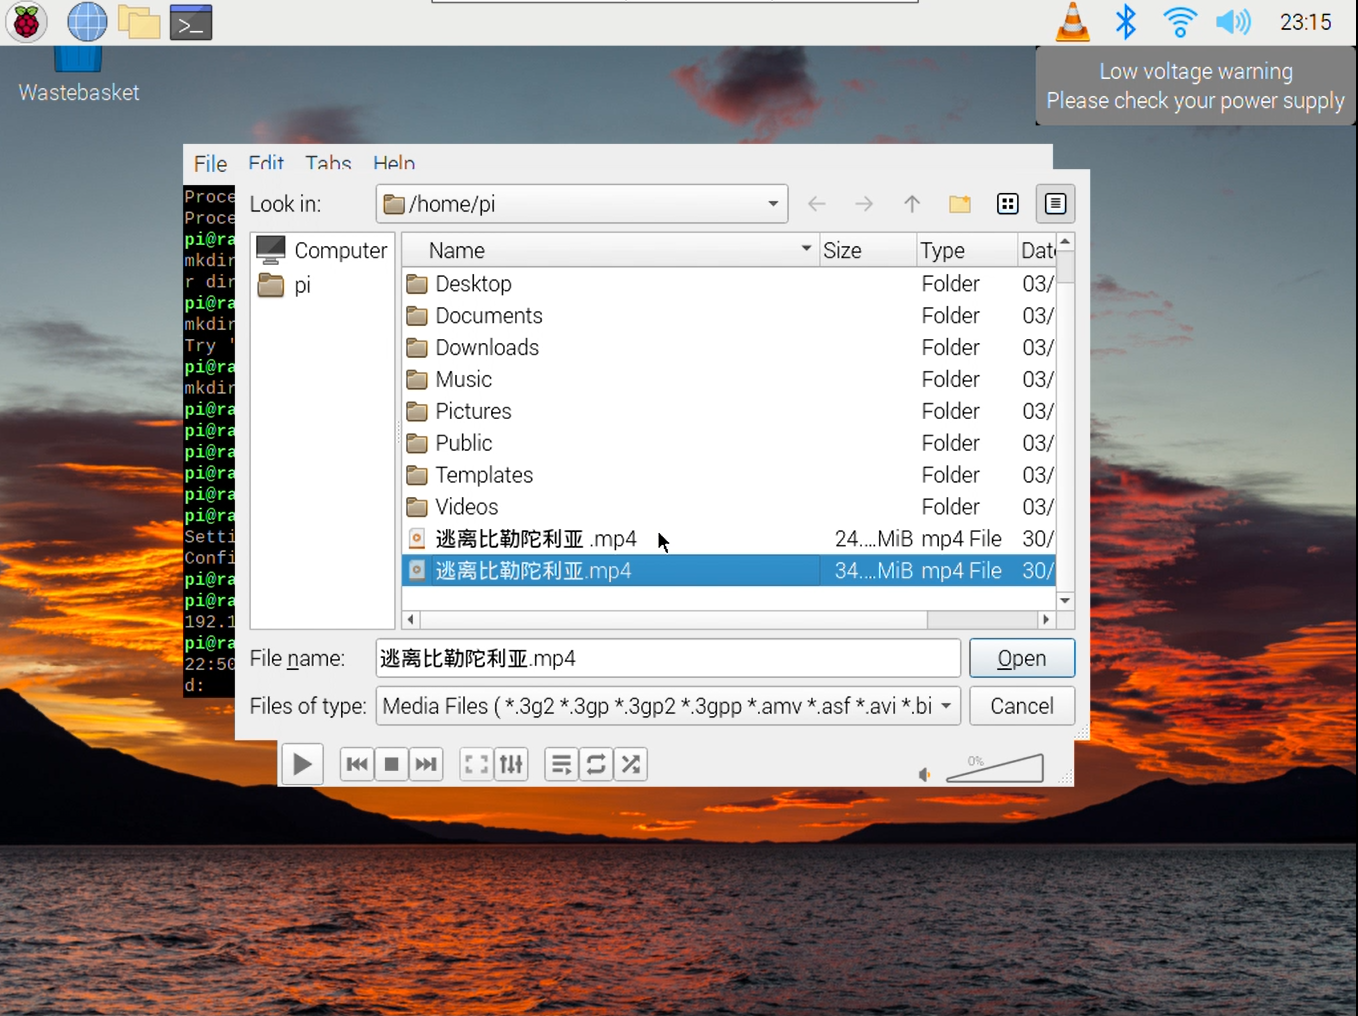 23:15
Wastebasket
Low voltage warning
Please check your power supply
File Edit Tabs Help
Proce
Proce
pi@ra
mkdir
r dir
pi@ra
mkdir
Try '
pi@ra
mkdir
pi@ra
pi@ra
pi@ra
pi@ra
pi@ra
pi@ra
Setti
Confi
pi@ra
pi@ra
192.1
pi@ra
22:50
d:
Look in: /home/pi
Computer
pi
Name Size Type Date
Desktop Folder 03/
Documents Folder 03/
Downloads Folder 03/
Music Folder 03/
Pictures Folder 03/
Public Folder 03/
Templates Folder 03/
Videos Folder 03/
逃离比勒陀利亚 .mp4 24....MiB mp4 File 30/
逃离比勒陀利亚.mp4 34....MiB mp4 File 30/
File name: 逃离比勒陀利亚.mp4 Open
Files of type: Media Files ( *.3g2 *.3gp *.3gp2 *.3gpp *.amv *.asf *.avi *.bi Cancel
0%